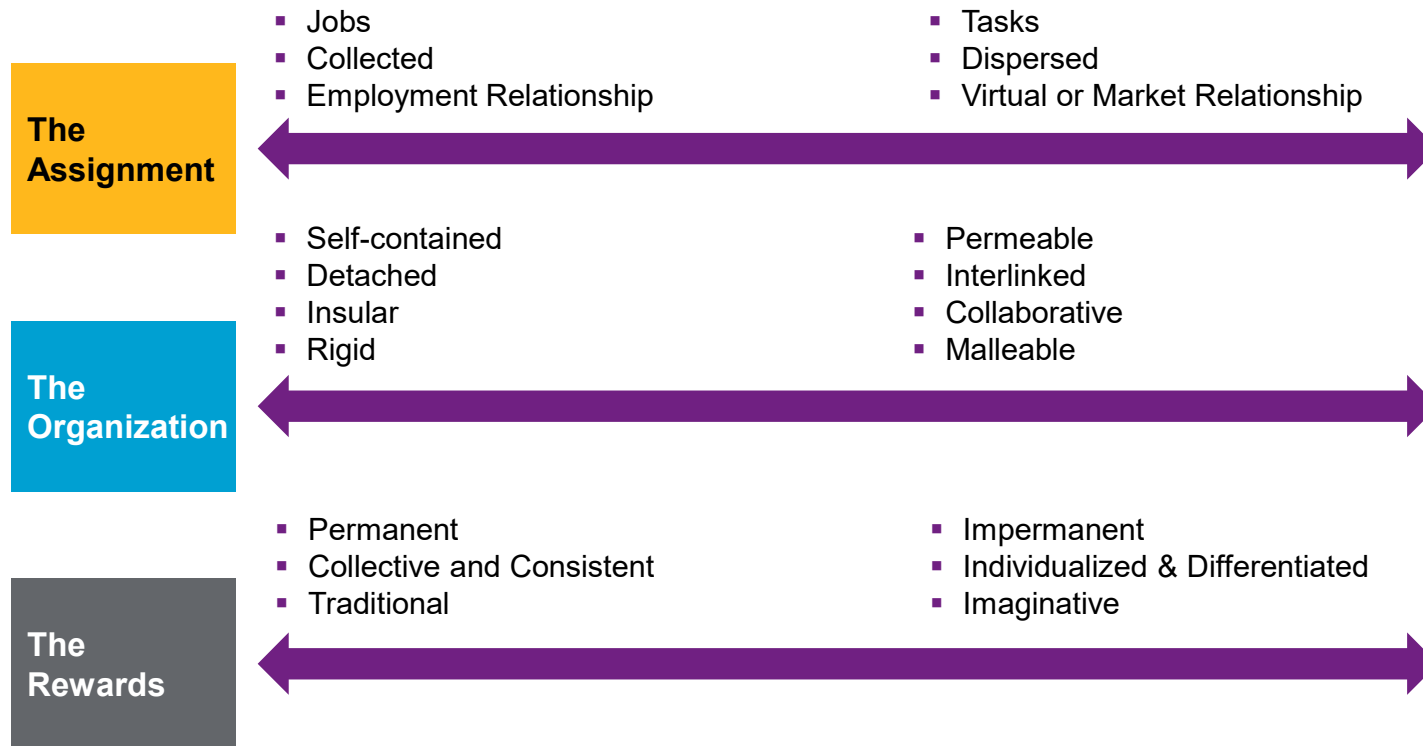 The
Assignment
▪ Jobs
▪ Collected
▪ Employment Relationship
▪ Tasks
▪ Dispersed
▪ Virtual or Market Relationship
The
Organization
▪ Self-contained
▪ Detached
▪ Insular
▪ Rigid
▪ Permeable
▪ Interlinked
▪ Collaborative
▪ Malleable
The
Rewards
▪ Permanent
▪ Collective and Consistent
▪ Traditional
▪ Impermanent
▪ Individualized & Differentiated
▪ Imaginative